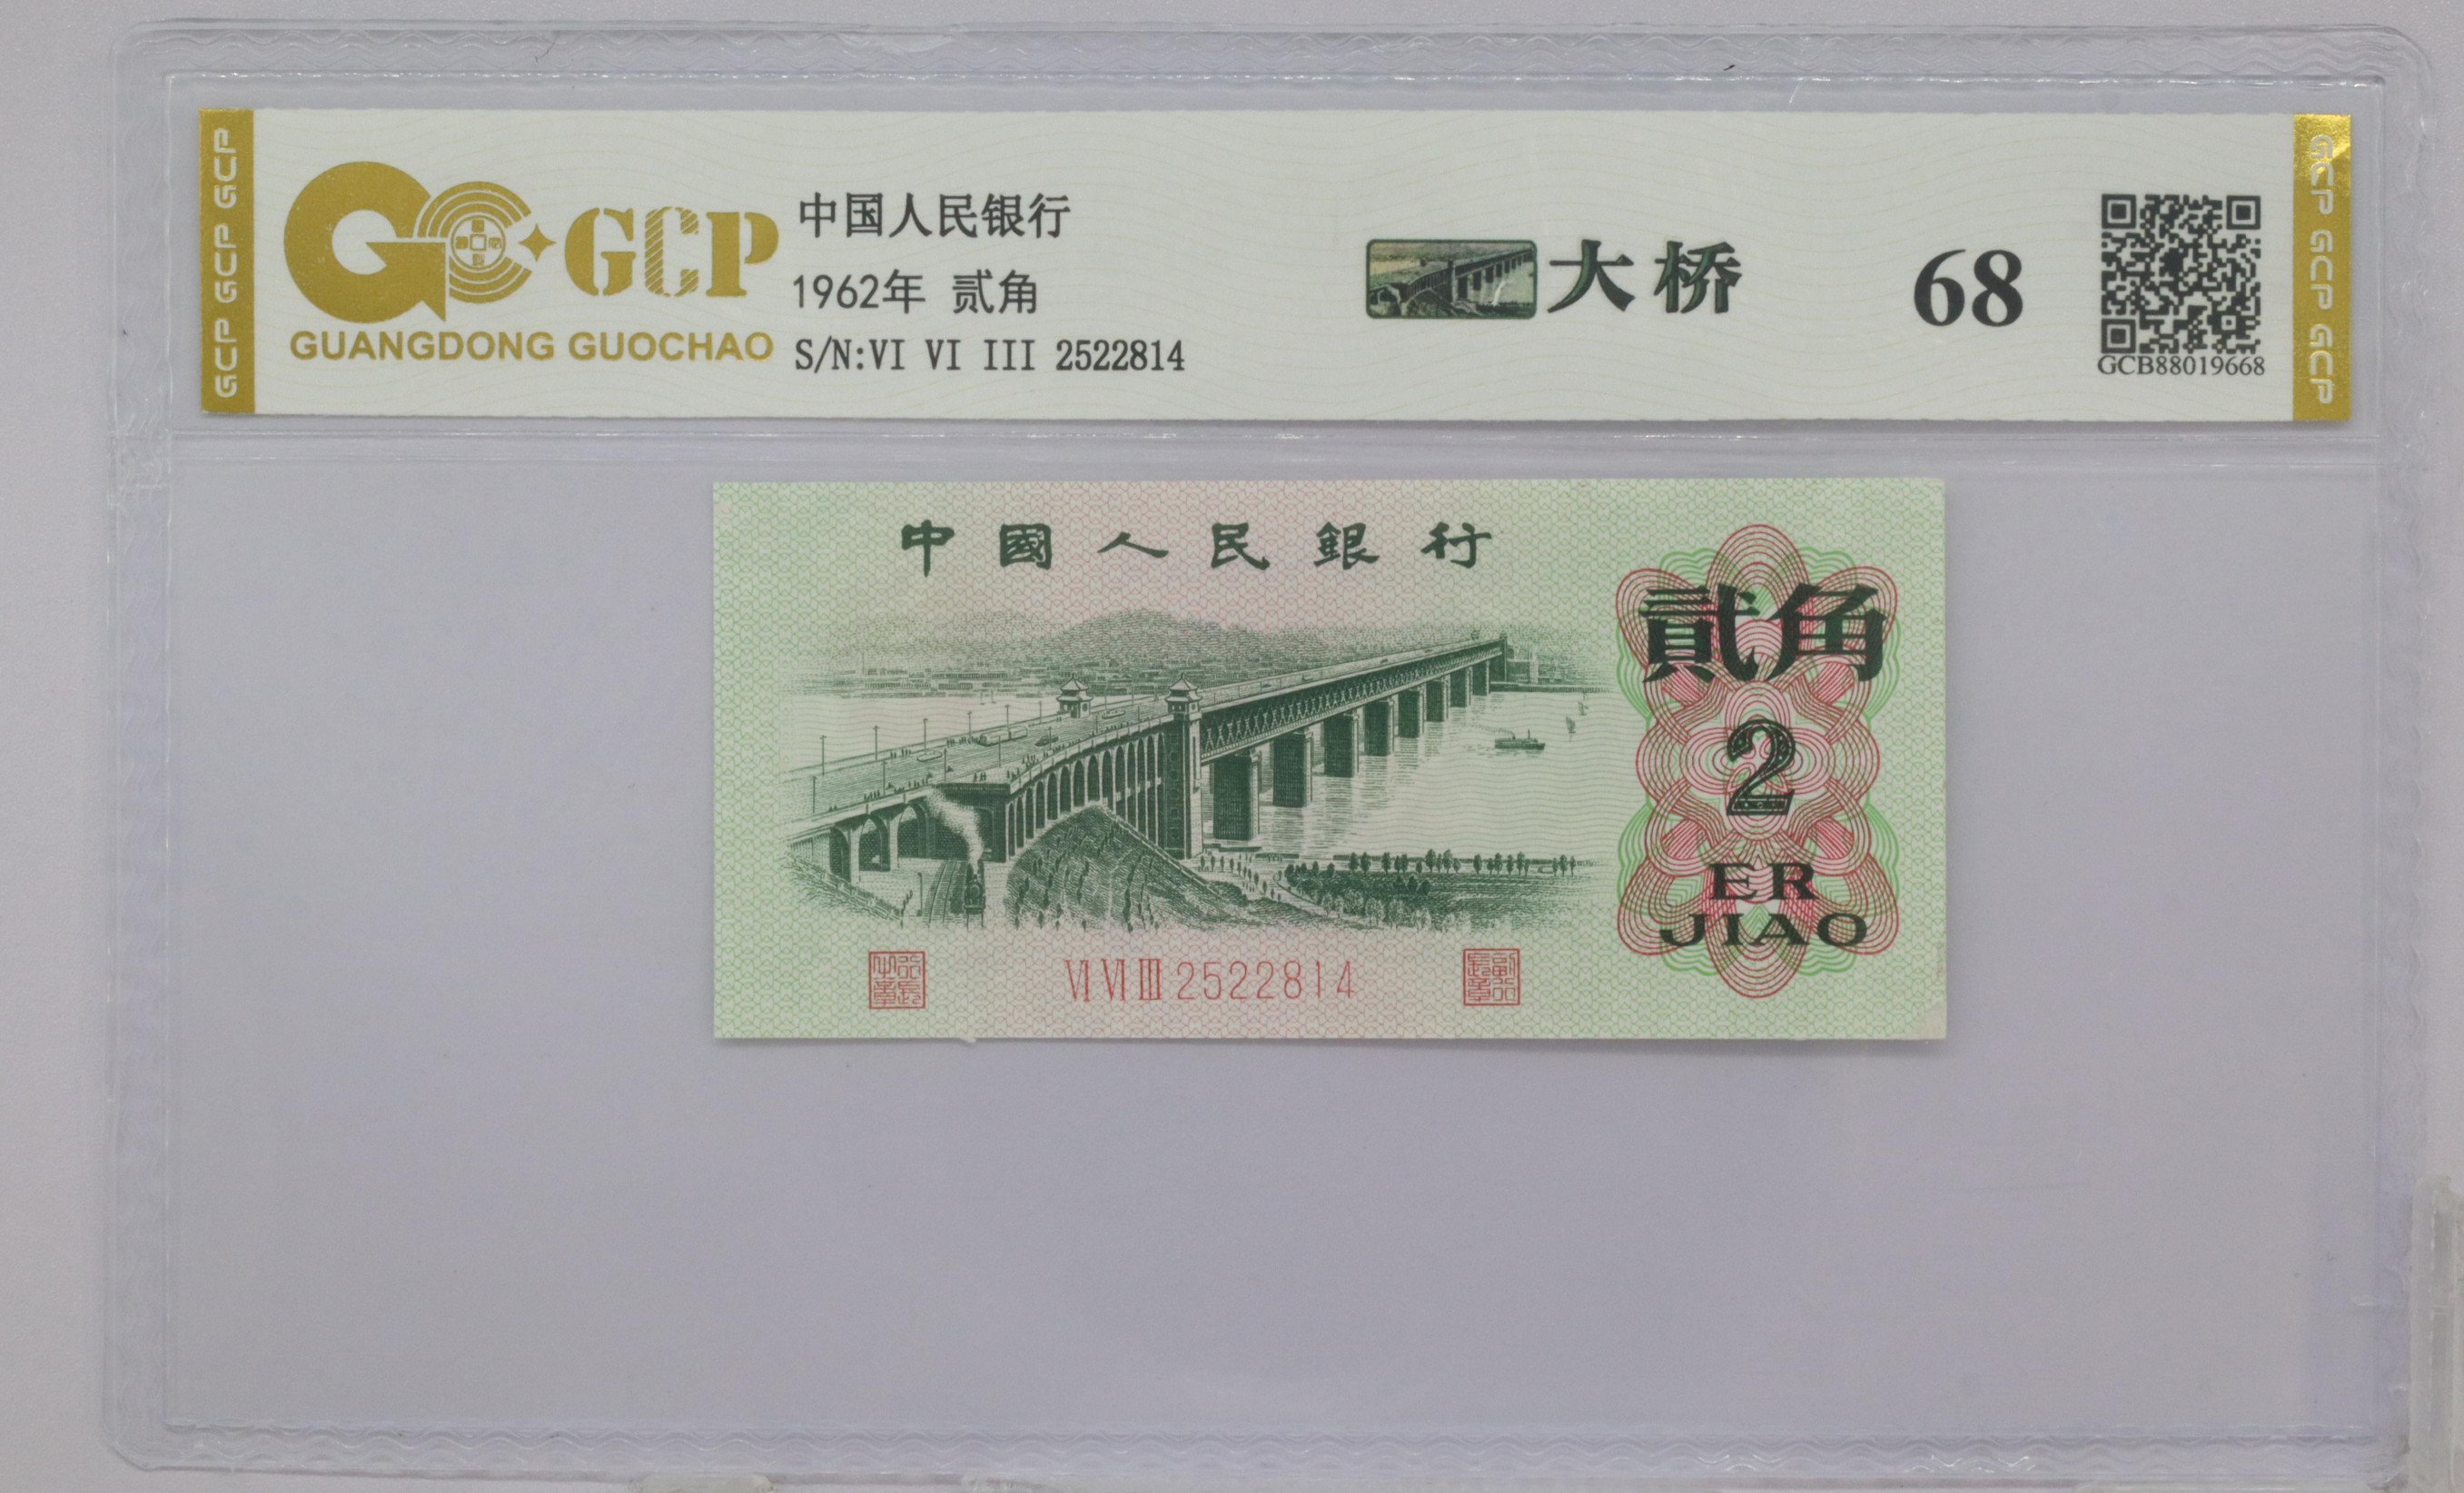 GCP GCP GCP
GCP
GUANGDONG GUOCHAO
中国人民银行
1962年 贰角
S/N:VI VI III 2522814
大桥
68
GCB88019668
GCP GCP GCP
中國人民銀行
貳角
2
ER
JIAO
VI VI III 2522814